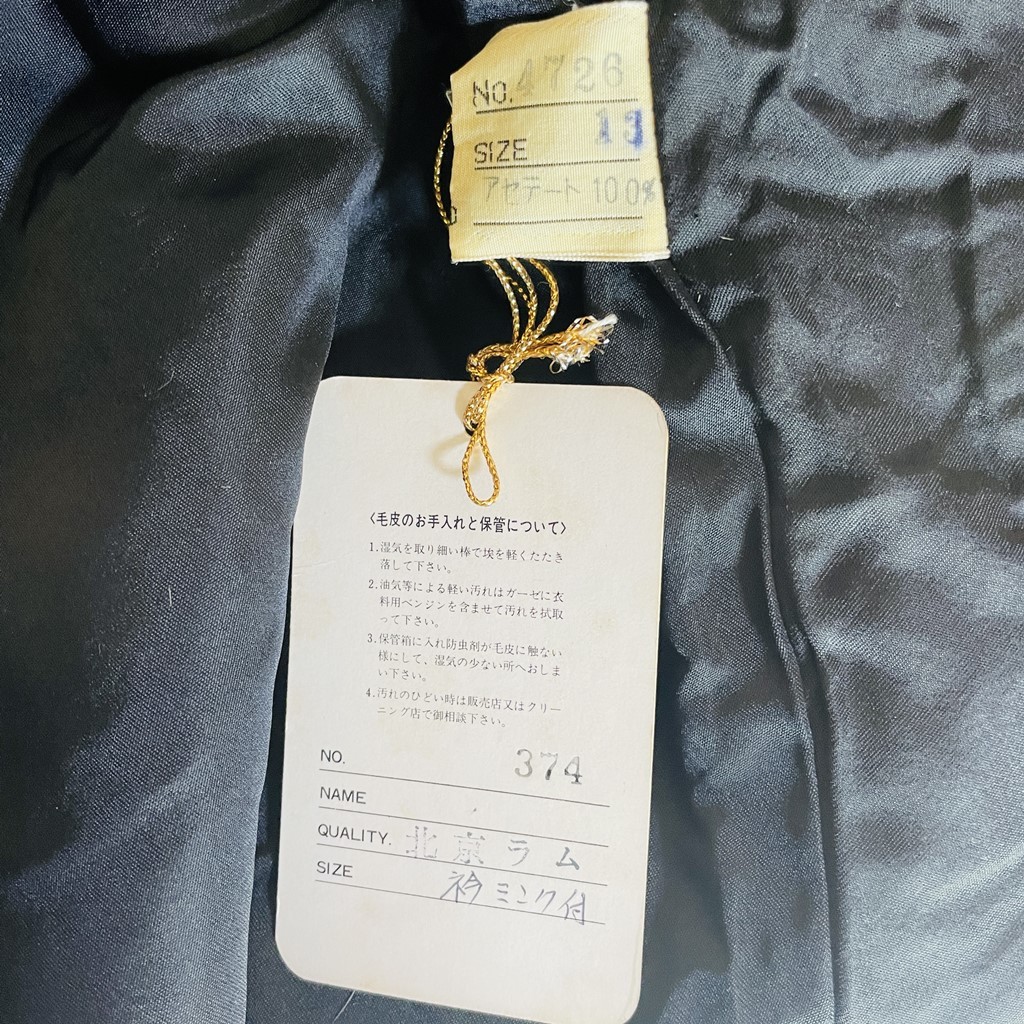 NO. 4726
SIZE 13
アセテート 100%
〈毛皮のお手入れと保管について〉
1.湿気を取り細い棒で埃を軽くたたき
落して下さい。
2.油気等による軽い汚れはガーゼに衣
料用ベンジンを含ませて汚れを拭取
って下さい。
3.保管箱に入れ防虫剤が毛皮に触ない
様にして、湿気の少ない所へおしま
い下さい。
4.汚れのひどい時は販売店又はクリー
ニング店で御相談下さい。
NO. 374
NAME
QUALITY. 北京ラム
SIZE 衿ミンク付